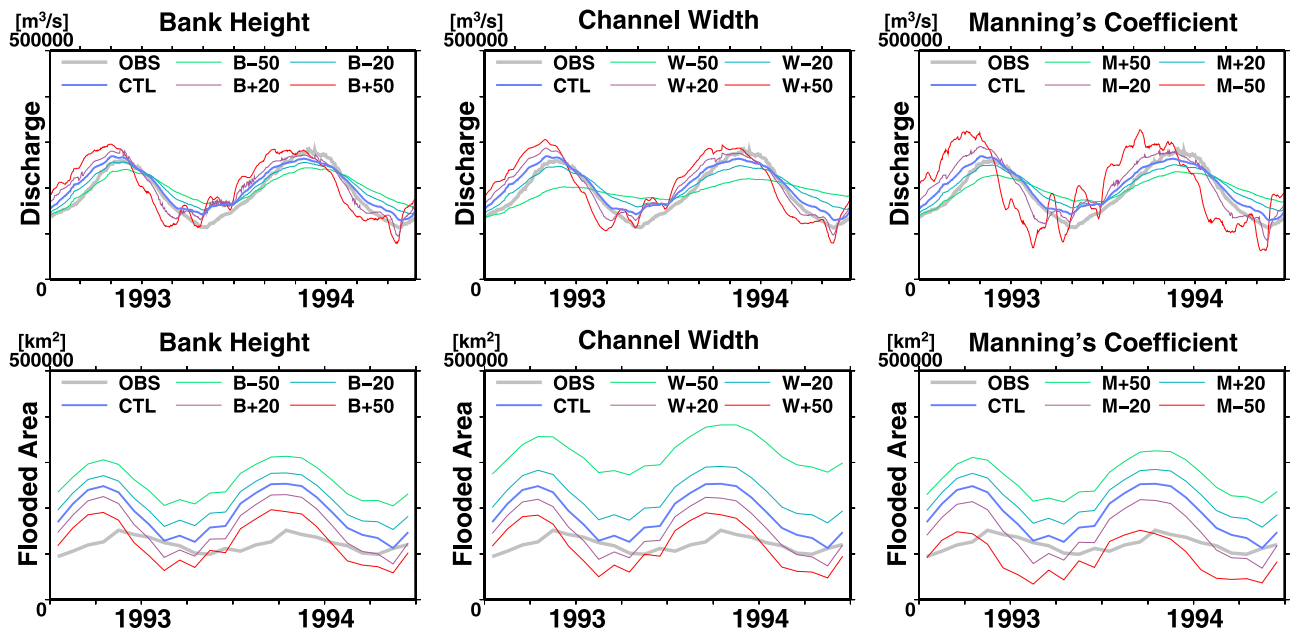 [m³/s] Bank Height
500000
OBS B−50 B−20
CTL B+20 B+50
Discharge
0 1993 1994
[m³/s] Channel Width
500000
OBS W−50 W−20
CTL W+20 W+50
Discharge
0 1993 1994
[m³/s] Manning's Coefficient
500000
OBS M+50 M+20
CTL M−20 M−50
Discharge
0 1993 1994
[km²] Bank Height
500000
OBS B−50 B−20
CTL B+20 B+50
Flooded Area
0 1993 1994
[km²] Channel Width
500000
OBS W−50 W−20
CTL W+20 W+50
Flooded Area
0 1993 1994
[km²] Manning's Coefficient
500000
OBS M+50 M+20
CTL M−20 M−50
Flooded Area
0 1993 1994